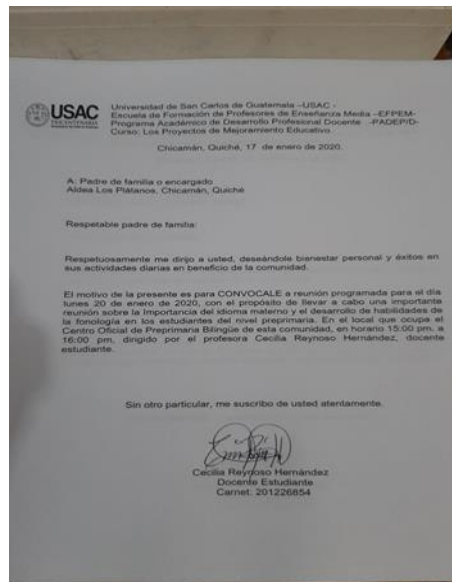 USAC
TRICENTENARIA
Universidad de San Carlos de Guatemala –USAC -
Escuela de Formación de Profesores de Enseñanza Media –EFPEM-
Programa Académico de Desarrollo Profesional Docente -PADEP/D-
Curso: Los Proyectos de Mejoramiento Educativo
Chicamán, Quiché, 17 de enero de 2020.
A: Padre de familia o encargado
Aldea Los Plátanos, Chicamán, Quiché
Respetable padre de familia:
Respetuosamente me dirijo a usted, deseándole bienestar personal y éxitos en
sus actividades diarias en beneficio de la comunidad.
El motivo de la presente es para CONVOCALE a reunión programada para el día
lunes 20 de enero de 2020, con el propósito de llevar a cabo una importante
reunión sobre la Importancia del idioma materno y el desarrollo de habilidades de
la fonología en los estudiantes del nivel preprimaria. En el local que ocupa el
Centro Oficial de Preprimaria Bilingüe de esta comunidad, en horario 15:00 pm. a
16:00 pm, dirigido por el profesora Cecilia Reynoso Hernández, docente
estudiante.
Sin otro particular, me suscribo de usted atentamente.
Cecilia Reynoso Hernández
Docente Estudiante
Carnet: 201226854